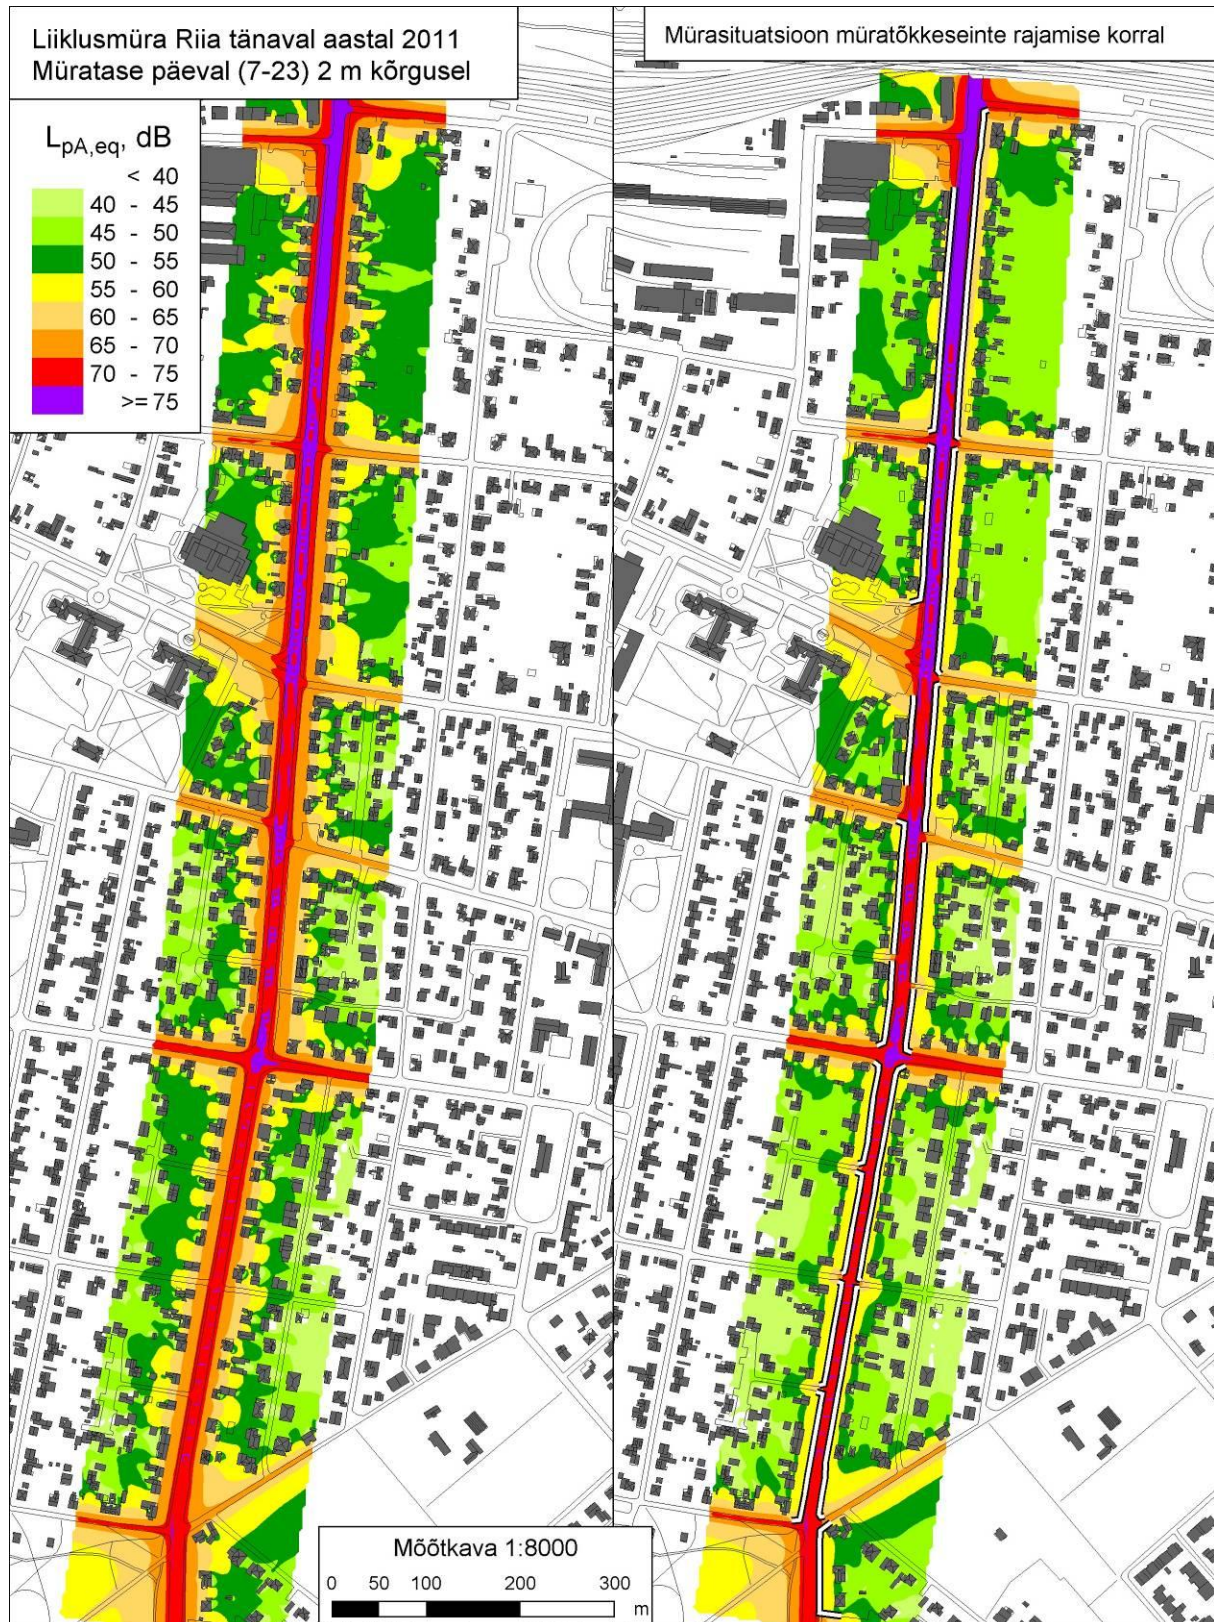 Liiklusmüra Riia tänaval aastal 2011
Müratase päeval (7-23) 2 m kõrgusel
Mürasituatsioon müratõkkeseinte rajamise korral
LpA,eq, dB
< 40
40 - 45
45 - 50
50 - 55
55 - 60
60 - 65
65 - 70
70 - 75
>= 75
Mõõtkava 1:8000
0 50 100 200 300
m